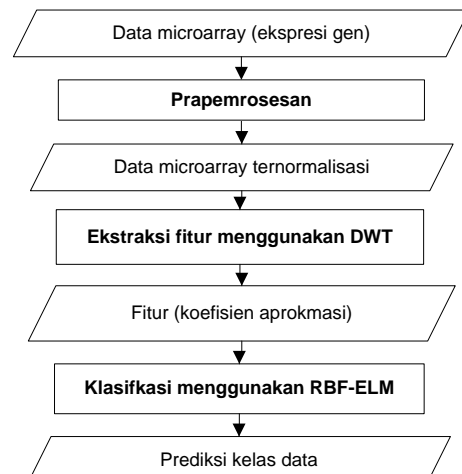 Data microarray (ekspresi gen)
Prapemrosesan
Data microarray ternormalisasi
Ekstraksi fitur menggunakan DWT
Fitur (koefisien aprokmasi)
Klasifkasi menggunakan RBF-ELM
Prediksi kelas data